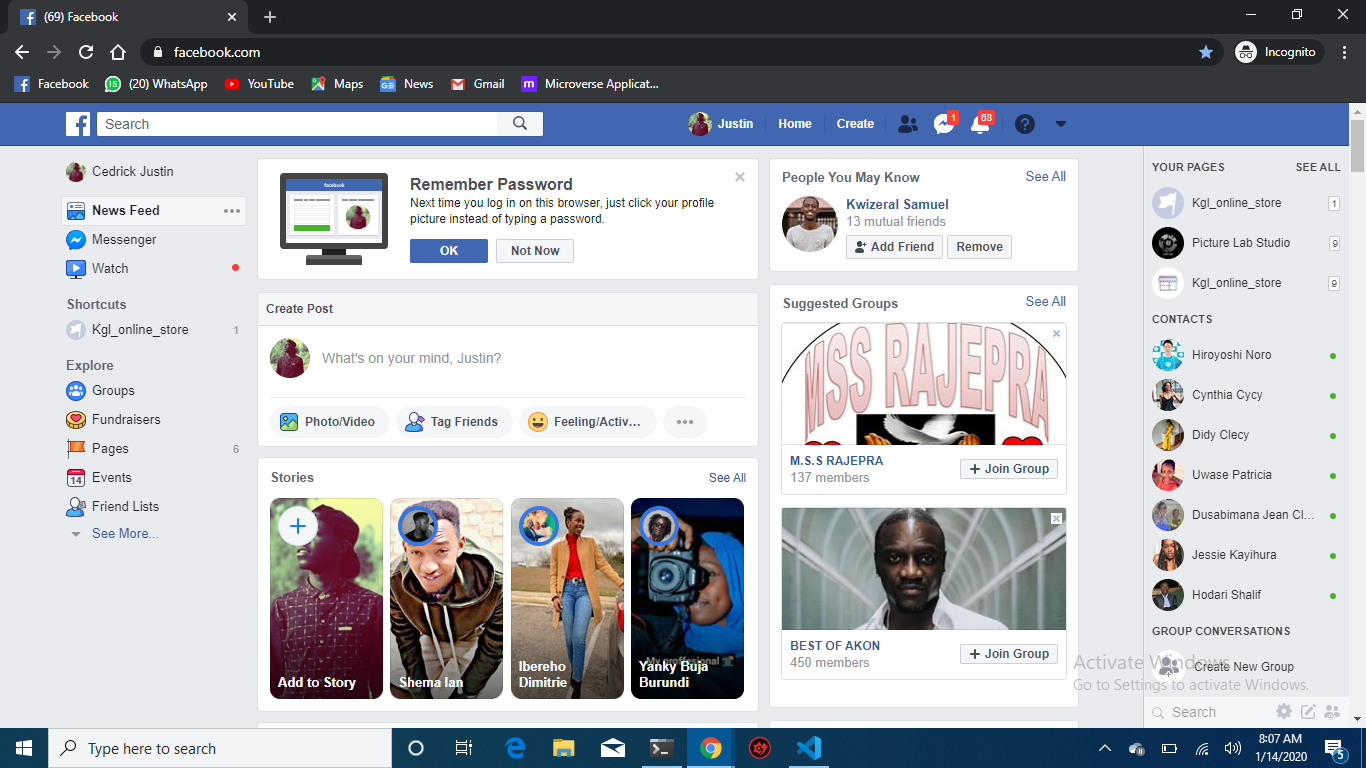 (69) Facebook
facebook.com
Incognito
Facebook
15
(20) WhatsApp
YouTube
Maps
News
Gmail
m
Microverse Applicat...
Search
Justin
Home
Create
1
68
Cedrick Justin
News Feed
Messenger
Watch
Shortcuts
Kgl_online_store 1
Explore
Groups
Fundraisers
Pages 6
14
Events
Friend Lists
See More...
facebook
Remember Password
Next time you log in on this browser, just click your profile
picture instead of typing a password.
OK
Not Now
Create Post
What's on your mind, Justin?
Photo/Video
Tag Friends
Feeling/Activ...
Stories
See All
Add to Story
Shema Ian
Ibereho
Dimitrie
My proffesional
Yanky Buja
Burundi
People You May Know
See All
Kwizeral Samuel
13 mutual friends
Add Friend
Remove
Suggested Groups
See All
MSS RAJEPRA
M.S.S RAJEPRA
137 members
+ Join Group
BEST OF AKON
450 members
+ Join Group
YOUR PAGES
SEE ALL
Kgl_online_store 1
Picture Lab Studio 9
Kgl_online_store 9
CONTACTS
Hiroyoshi Noro
Cynthia Cycy
Didy Clecy
Uwase Patricia
Dusabimana Jean Cl...
Jessie Kayihura
Hodari Shalif
GROUP CONVERSATIONS
Create New Group
Activate Windows
Go to Settings to activate Windows.
Search
Type here to search
8:07 AM
1/14/2020
5